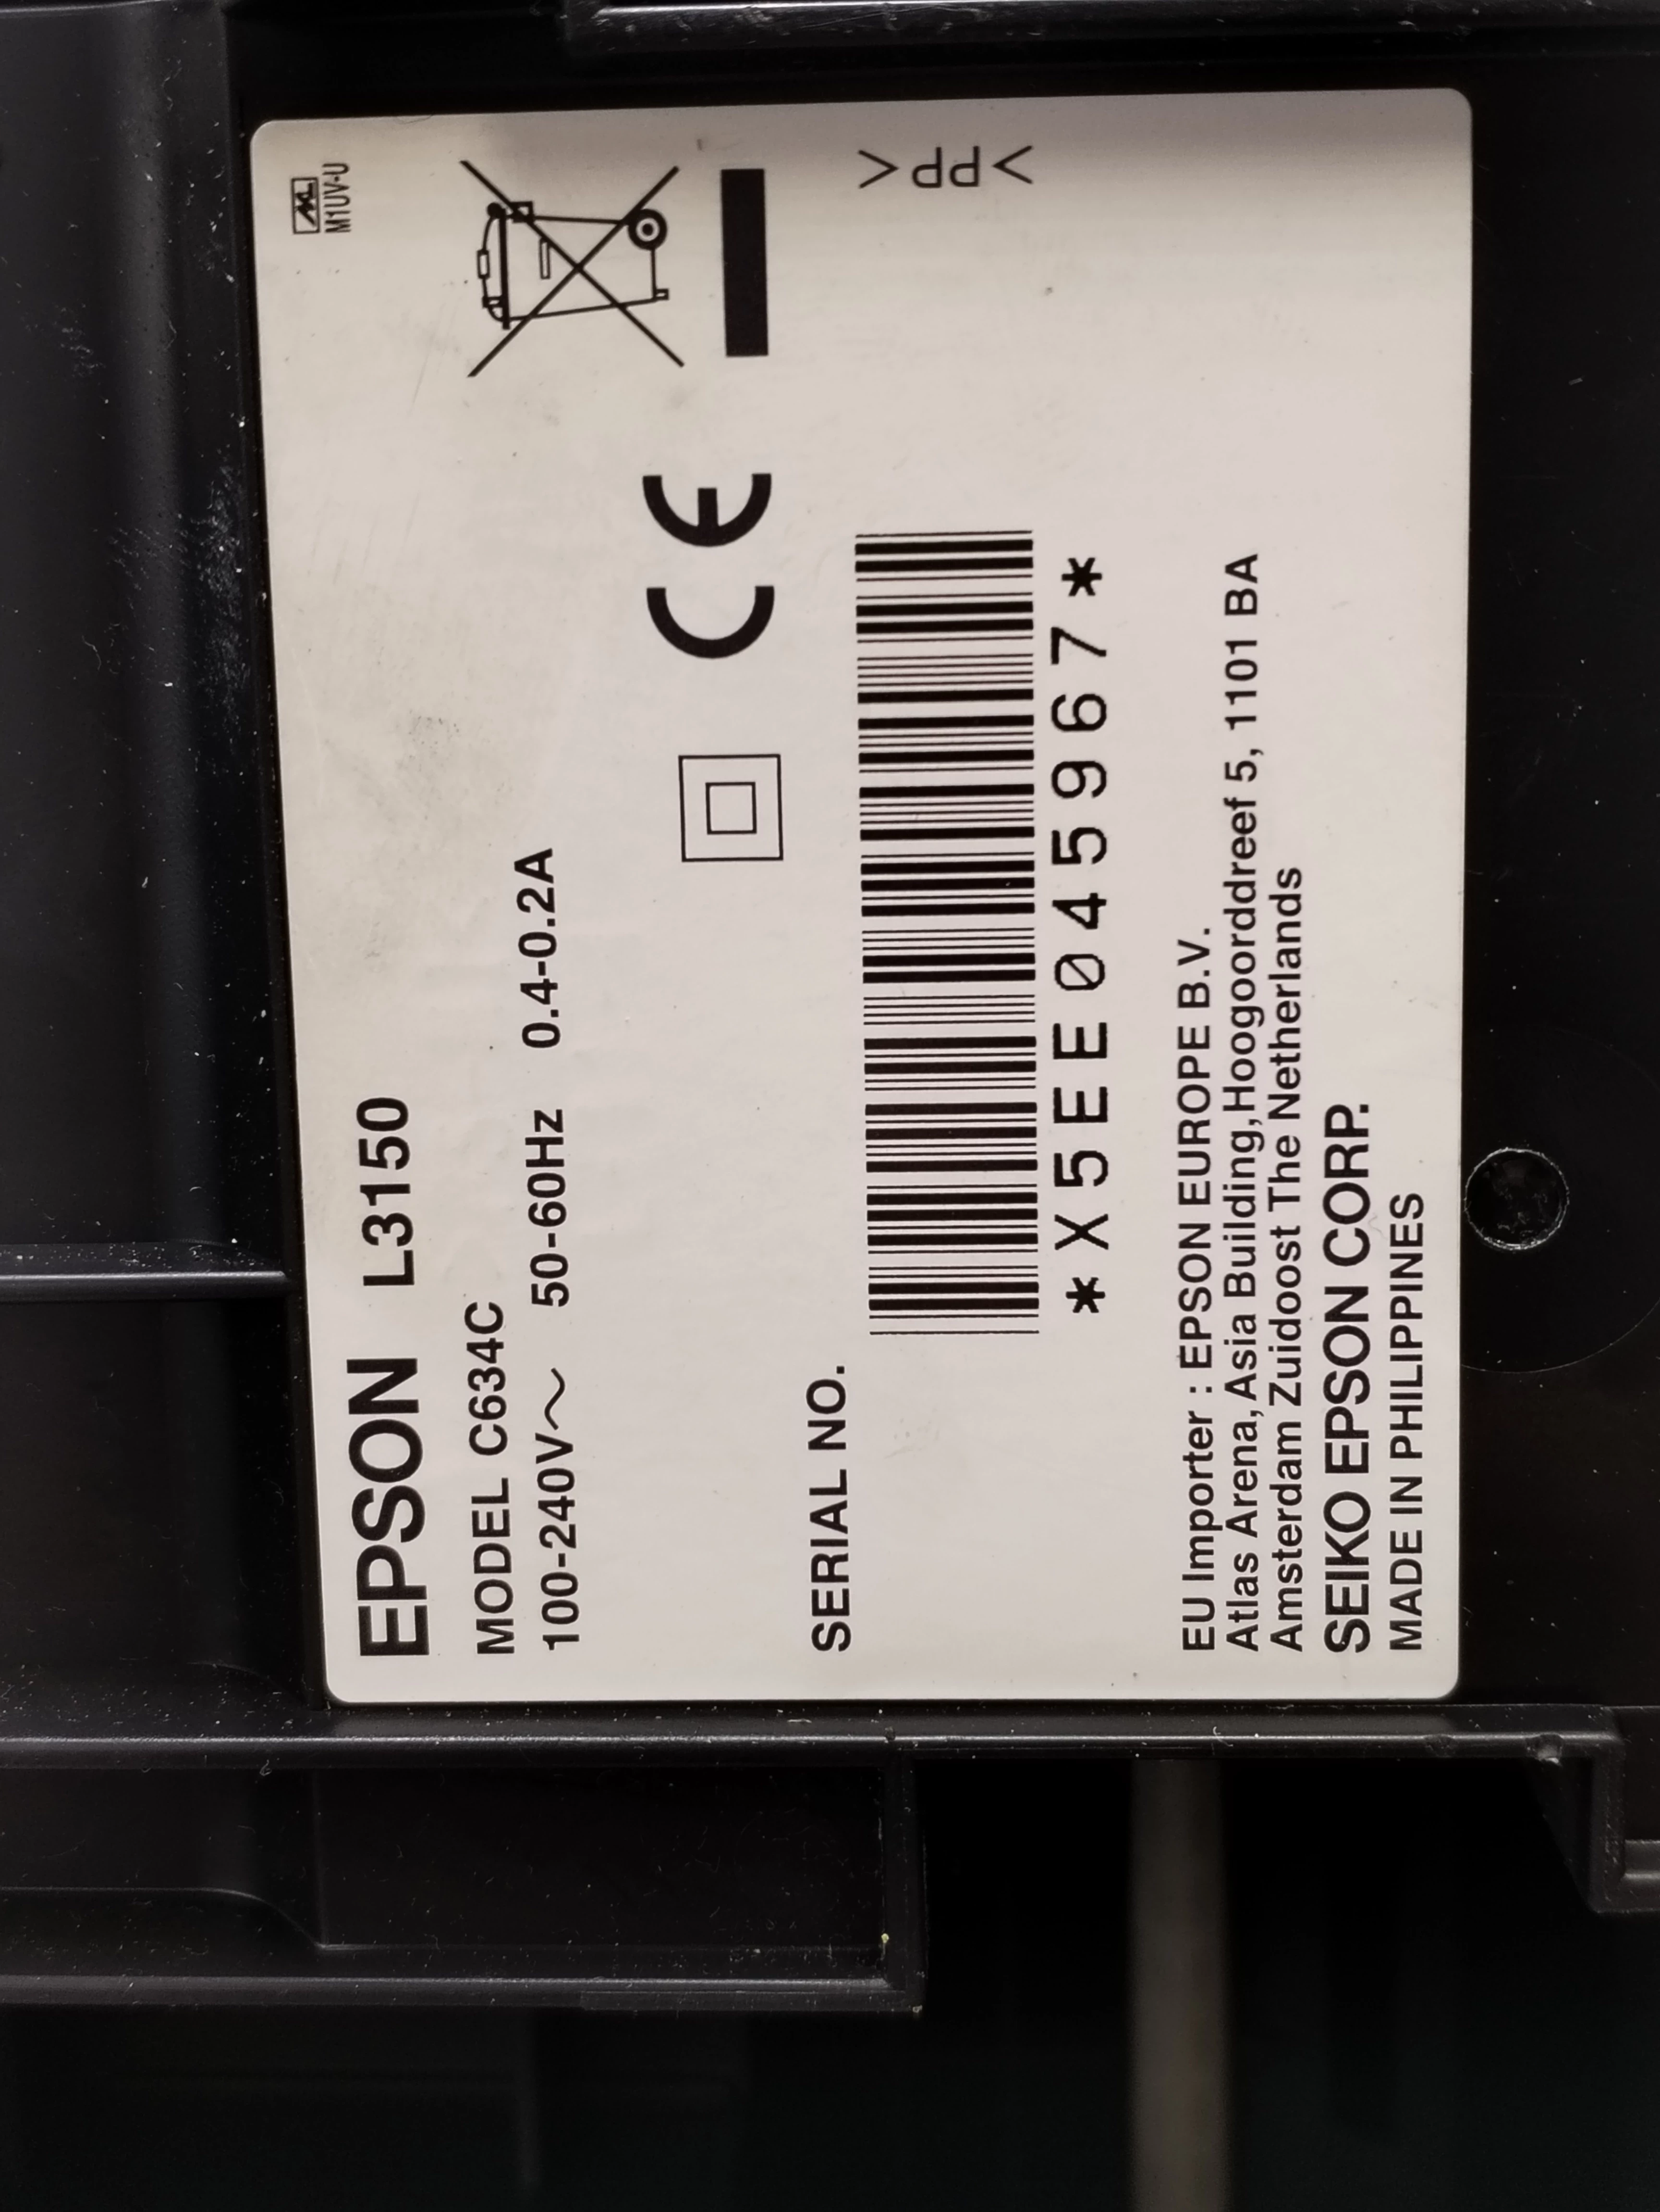 EPSON L3150
ML
M1UV-U
MODEL C634C
100-240V~ 50-60Hz 0.4-0.2A
CE
SERIAL NO.
*X5EE045967*
>PP<
EU Importer : EPSON EUROPE B.V.
Atlas Arena, Asia Building, Hoogoorddreef 5, 1101 BA
Amsterdam Zuidoost The Netherlands
SEIKO EPSON CORP.
MADE IN PHILIPPINES